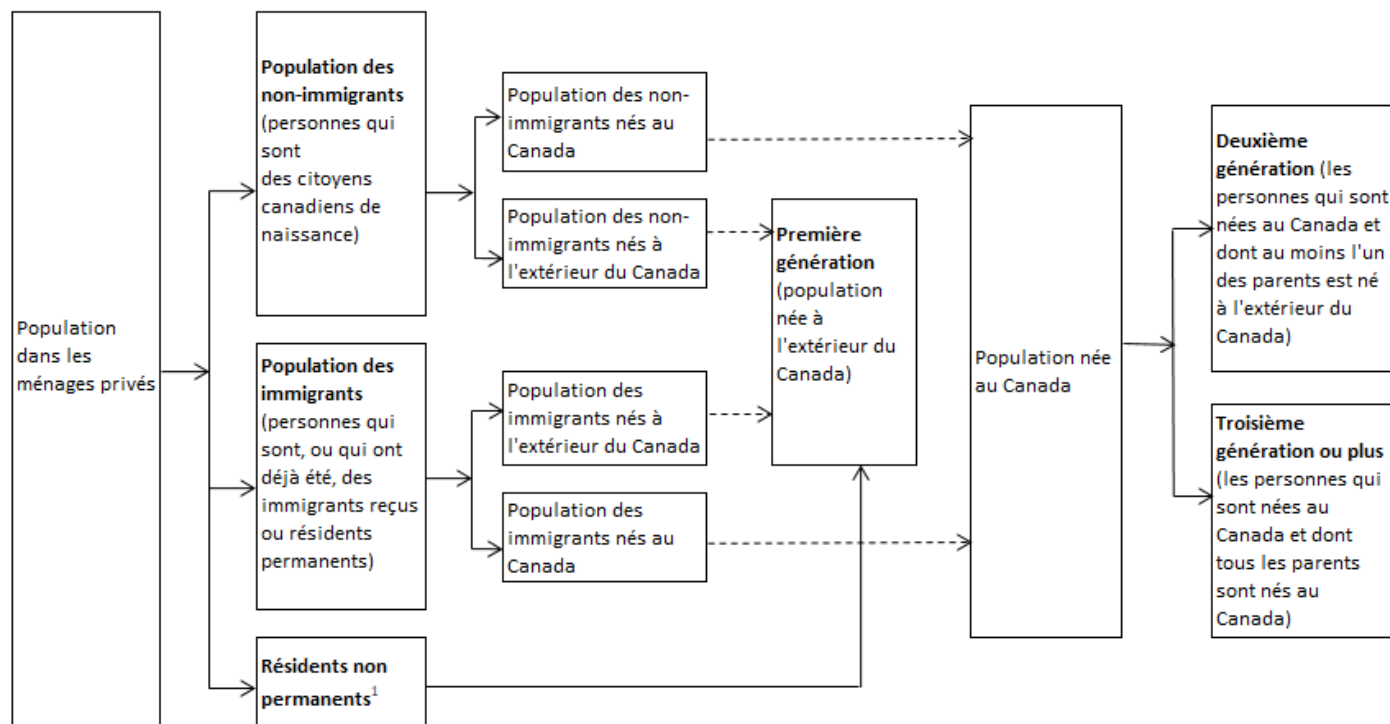 Population
dans les
ménages privés
Population des
non-immigrants
(personnes qui
sont
des citoyens
canadiens de
naissance)
Population des
immigrants
(personnes qui
sont, ou qui ont
déjà été, des
immigrants reçus
ou résidents
permanents)
Résidents non
permanents¹
Population des non-
immigrants nés au
Canada
Population des non-
immigrants nés à
l'extérieur du Canada
Population des
immigrants nés à
l'extérieur du Canada
Population des
immigrants nés au
Canada
Première
génération
(population
née à
l'extérieur du
Canada)
Population née
au Canada
Deuxième
génération (les
personnes qui sont
nées au Canada et
dont au moins l'un
des parents est né
à l'extérieur du
Canada)
Troisième
génération ou plus
(les personnes qui
sont nées au
Canada et dont
tous les parents
sont nés au
Canada)